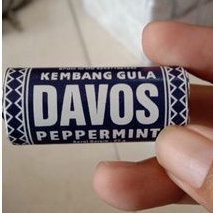 KEMBANG GULA
DAVOS
PEPPERMINT